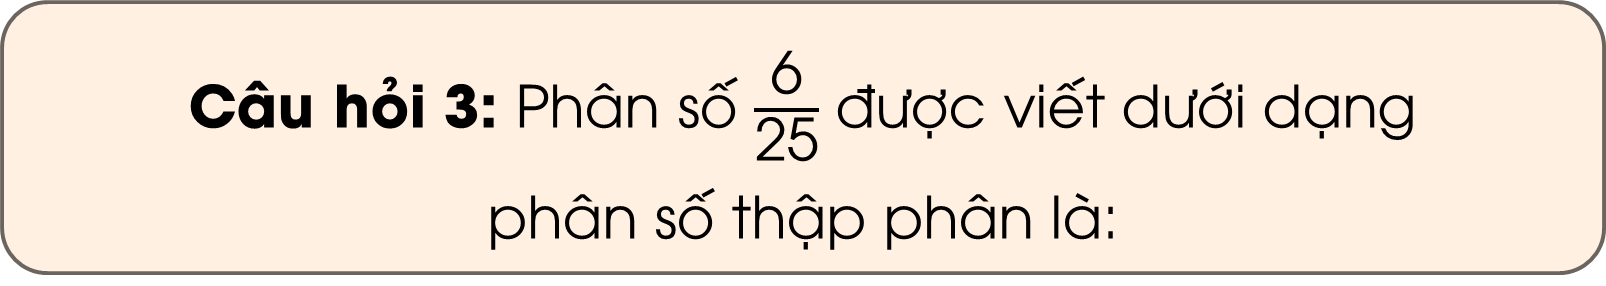 Câu hỏi 3: Phân số 6/25 được viết dưới dạng
phân số thập phân là: